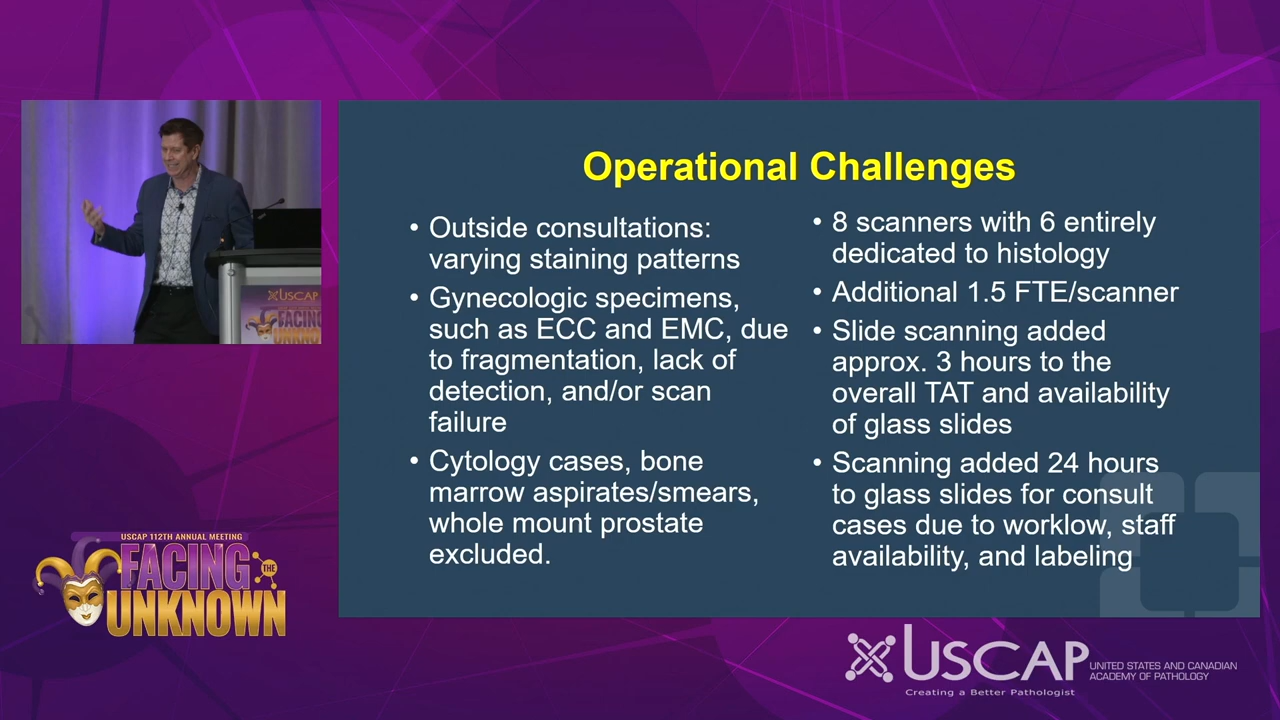 Operational Challenges
• Outside consultations:
varying staining patterns
• Gynecologic specimens,
such as ECC and EMC, due
to fragmentation, lack of
detection, and/or scan
failure
• Cytology cases, bone
marrow aspirates/smears,
whole mount prostate
excluded.
• 8 scanners with 6 entirely
dedicated to histology
• Additional 1.5 FTE/scanner
• Slide scanning added
approx. 3 hours to the
overall TAT and availability
of glass slides
• Scanning added 24 hours
to glass slides for consult
cases due to worklow, staff
availability, and labeling
USCAP
FACING
UNKNOWN
USCAP 112TH ANNUAL MEETING
FACING THE
UNKNOWN
USCAP
UNITED STATES AND CANADIAN
ACADEMY OF PATHOLOGY
Creating a Better Pathologist